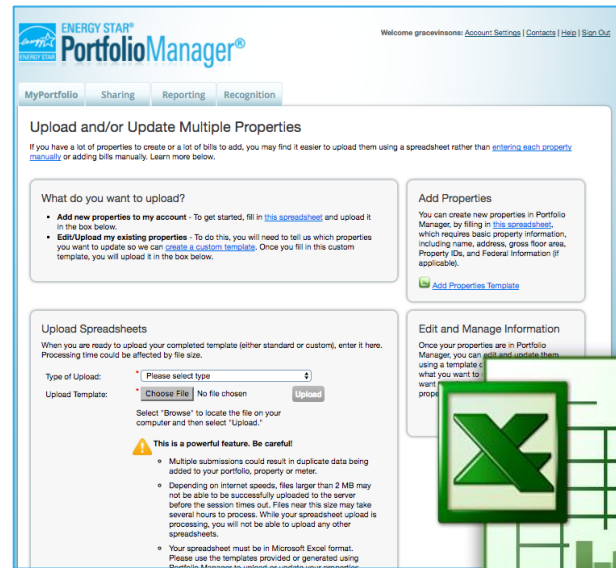 ENERGY STAR®
PortfolioManager®
ENERGY STAR
Welcome gracevinsons: Account Settings | Contacts | Help | Sign Out
MyPortfolio Sharing Reporting Recognition
Upload and/or Update Multiple Properties
If you have a lot of properties to create or a lot of bills to add, you may find it easier to upload them using a spreadsheet rather than entering each property
manually or adding bills manually. Learn more below.
What do you want to upload?
• Add new properties to my account - To get started, fill in this spreadsheet and upload it
in the box below.
• Edit/Upload my existing properties - To do this, you will need to tell us which properties
you want to update so we can create a custom template. Once you fill in this custom
template, you will upload it in the box below.
Add Properties
You can create new properties in Portfolio
Manager, by filling in this spreadsheet,
which requires basic property information,
including name, address, gross floor area,
Property IDs, and Federal Information (if
applicable).
Add Properties Template
Upload Spreadsheets
When you are ready to upload your completed template (either standard or custom), enter it here.
Processing time could be affected by file size.
Type of Upload: * Please select type
Upload Template: * Choose File No file chosen Upload
Select "Browse" to locate the file on your
computer and then select "Upload."
This is a powerful feature. Be careful!
Multiple submissions could result in duplicate data being
added to your portfolio, property or meter.
Depending on internet speeds, files larger than 2 MB may
not be able to be successfully uploaded to the server
before the session times out. Files near this size may take
several hours to process. While your spreadsheet upload is
processing, you will not be able to upload any other
spreadsheets.
Your spreadsheet must be in Microsoft Excel format.
Please use the templates provided or generated using
Portfolio Manager to upload or update your properties
Edit and Manage Information
Once your properties are in Portfolio
Manager, you can edit and update them
using a template
what you want to
want
X